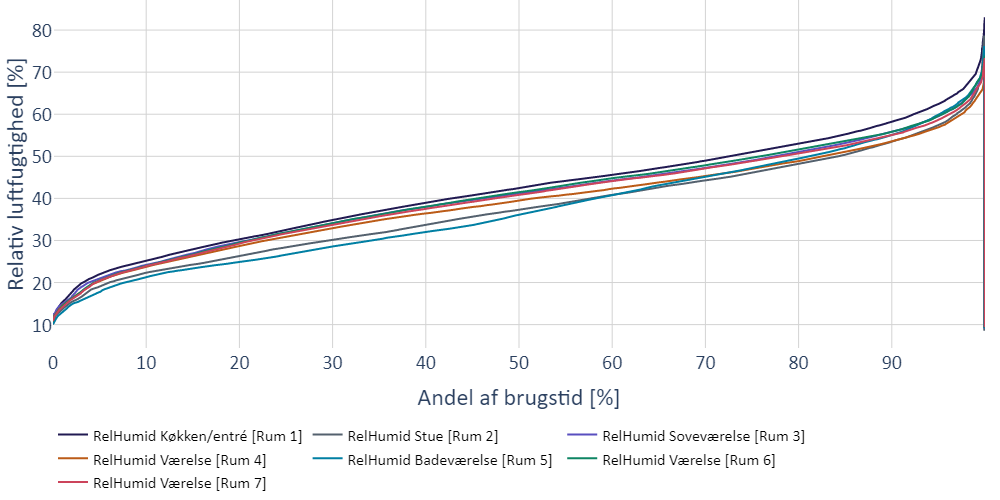 Relativ luftfugtighed [%]
80
70
60
50
40
30
20
10
0 10 20 30 40 50 60 70 80 90
Andel af brugstid [%]
RelHumid Køkken/entré [Rum 1] RelHumid Stue [Rum 2] RelHumid Soveværelse [Rum 3]
RelHumid Værelse [Rum 4] RelHumid Badeværelse [Rum 5] RelHumid Værelse [Rum 6]
RelHumid Værelse [Rum 7]